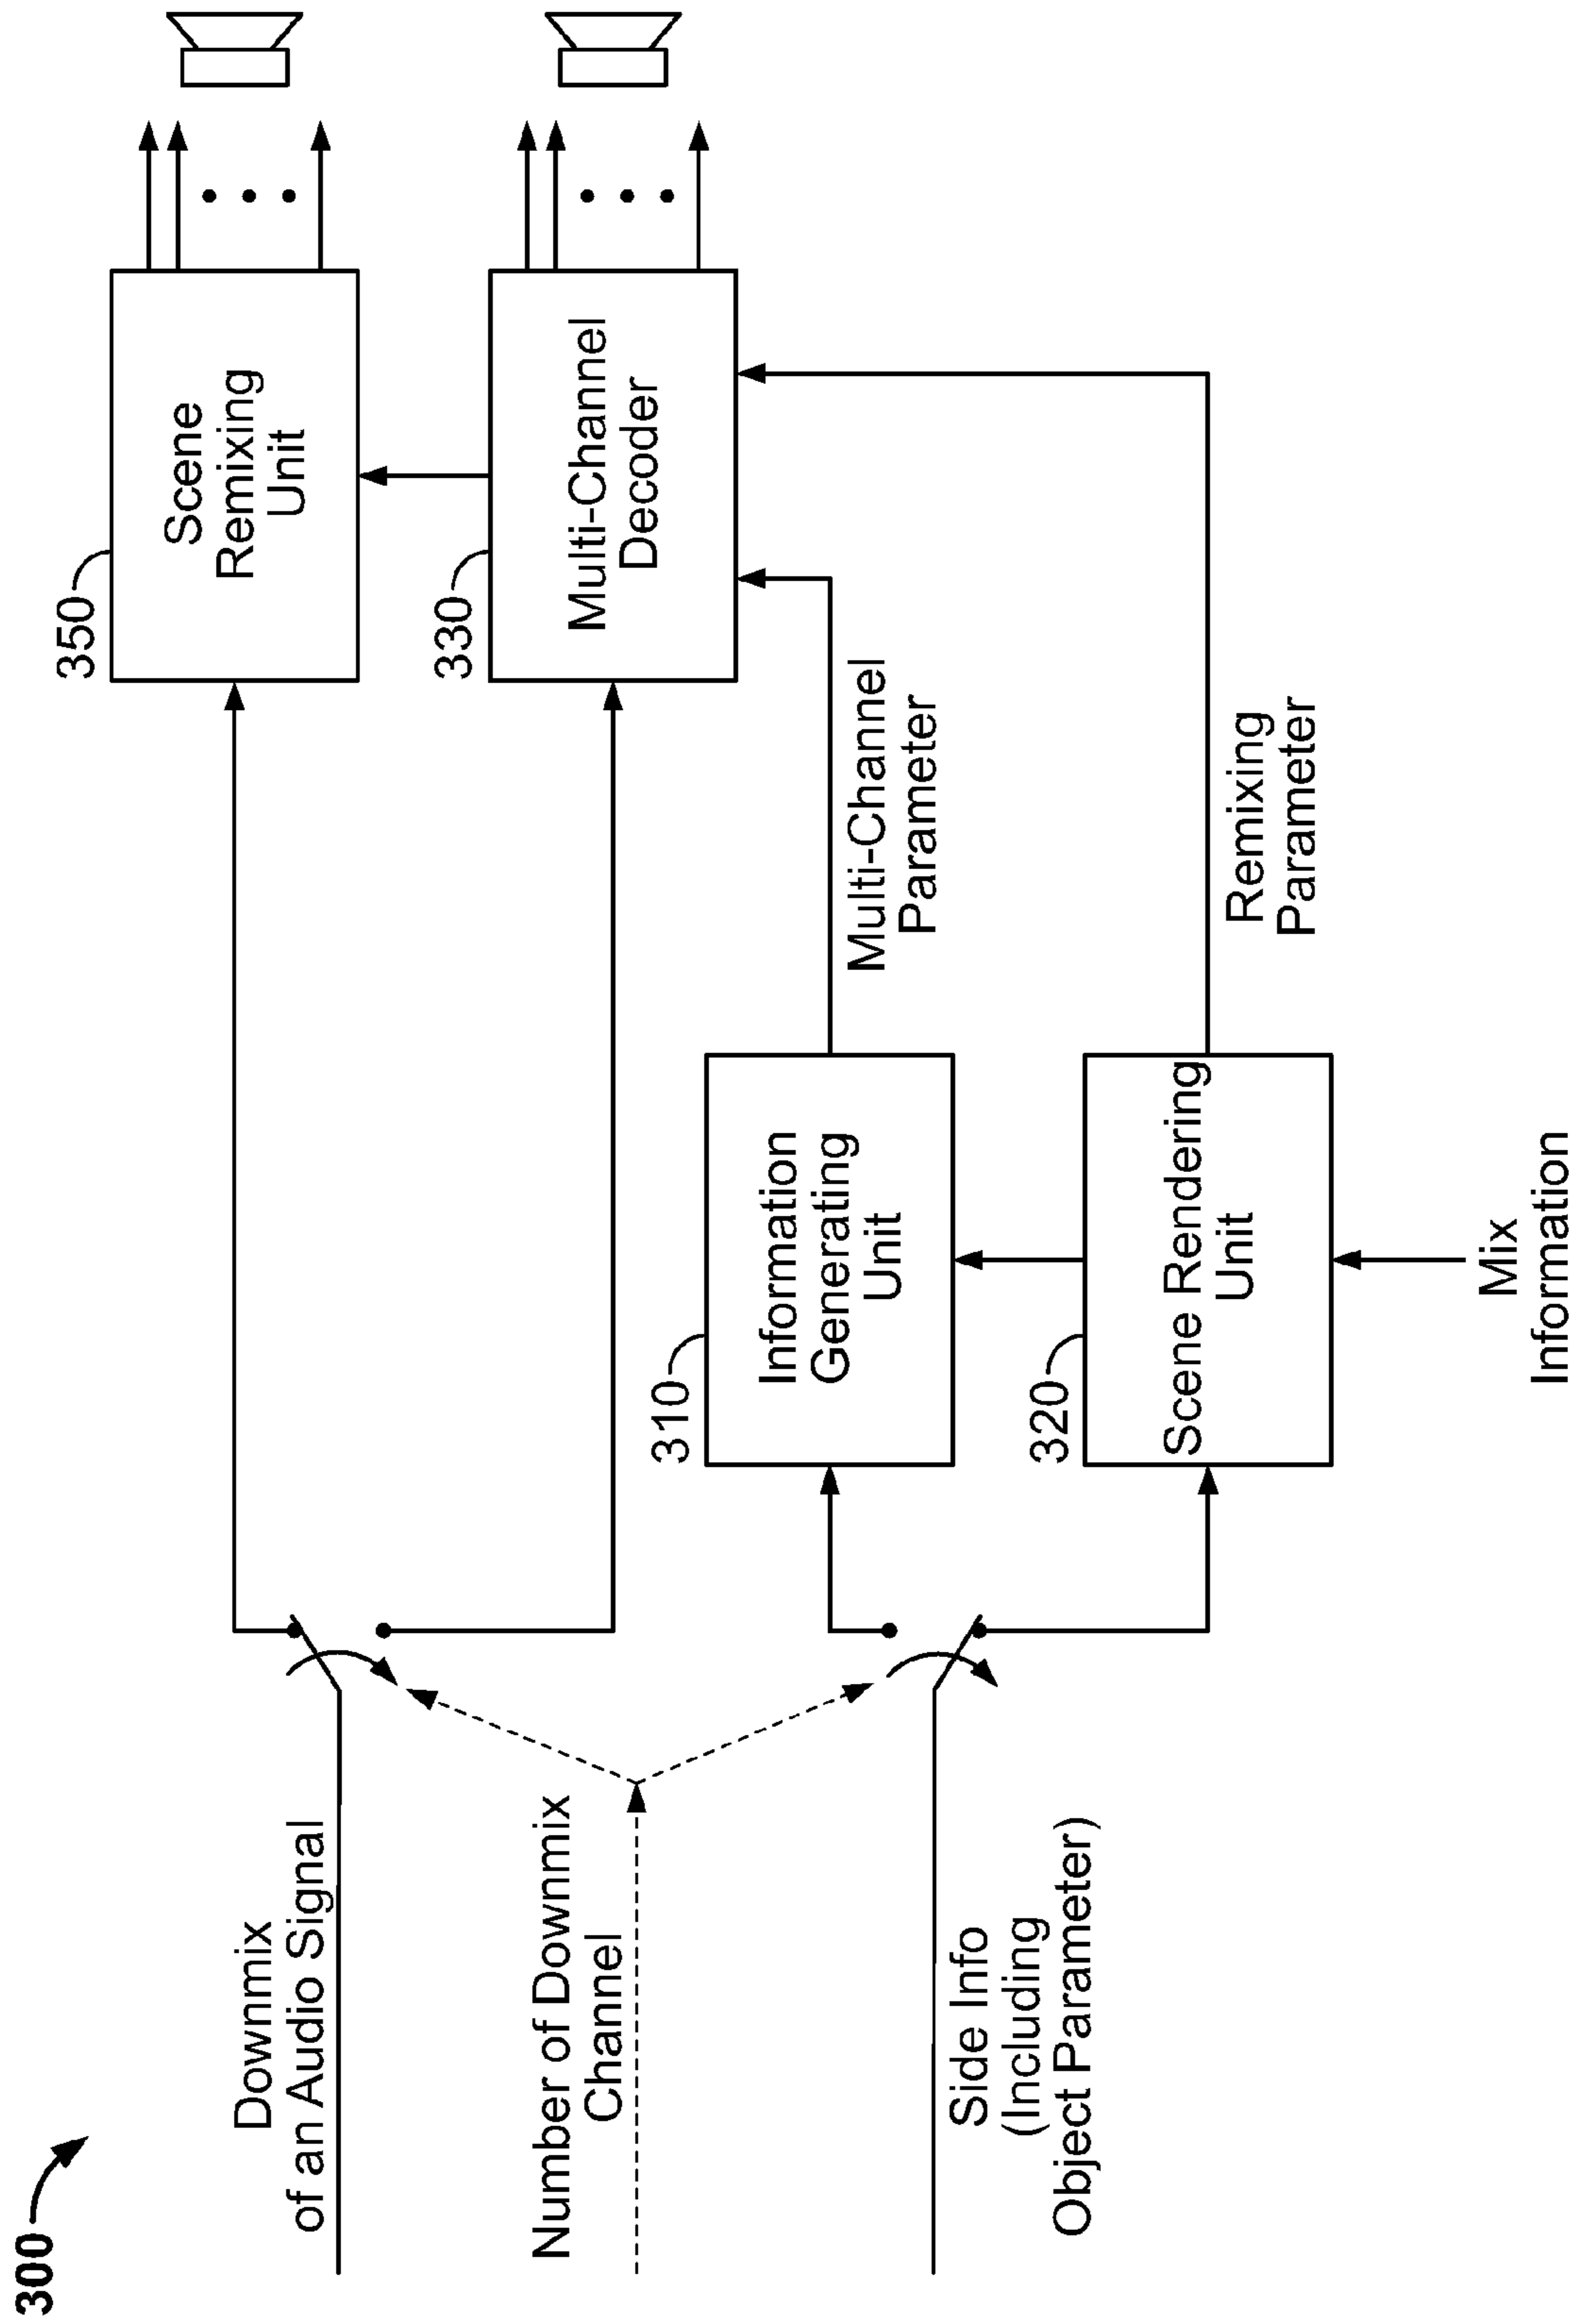 300
Downmix
of an Audio Signal
Number of Downmix
Channel
Side Info
(Including
Object Parameter)
350
Scene
Remixing
Unit
330
Multi-Channel
Decoder
310
Information
Generating
Unit
Multi-Channel
Parameter
320
Scene Rendering
Unit
Remixing
Parameter
Mix
Information